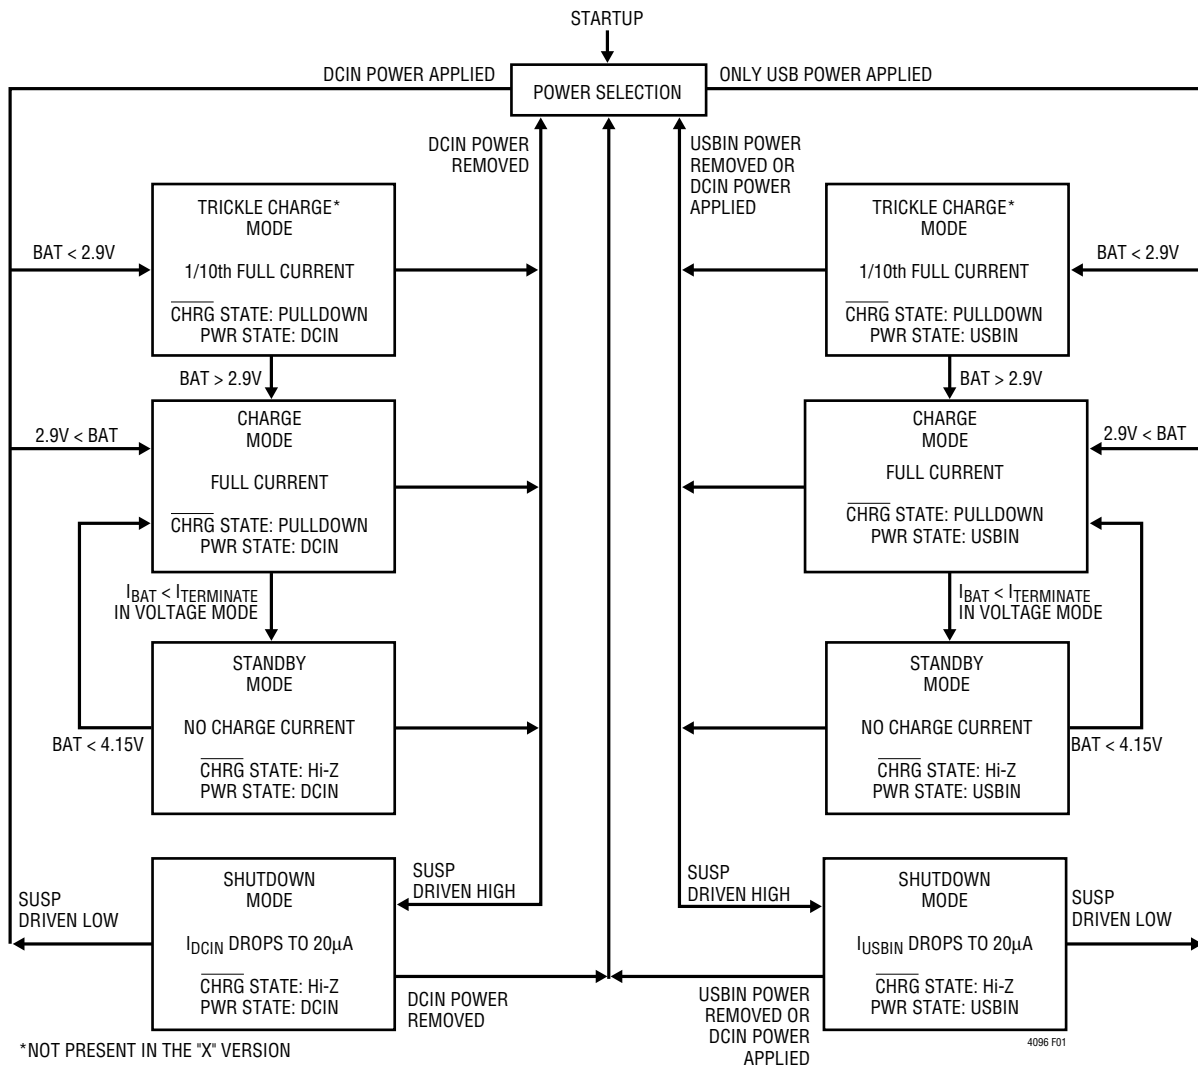 STARTUP
DCIN POWER APPLIED
POWER SELECTION
ONLY USB POWER APPLIED
DCIN POWER
REMOVED
USBIN POWER
REMOVED OR
DCIN POWER
APPLIED
TRICKLE CHARGE*
MODE
1/10th FULL CURRENT
CHRG STATE: PULLDOWN
PWR STATE: DCIN
BAT < 2.9V
BAT > 2.9V
CHARGE
MODE
FULL CURRENT
CHRG STATE: PULLDOWN
PWR STATE: DCIN
2.9V < BAT
IBAT < ITERMINATE
IN VOLTAGE MODE
STANDBY
MODE
NO CHARGE CURRENT
CHRG STATE: Hi-Z
PWR STATE: DCIN
BAT < 4.15V
SUSP
DRIVEN HIGH
SHUTDOWN
MODE
IDCIN DROPS TO 20µA
CHRG STATE: Hi-Z
PWR STATE: DCIN
SUSP
DRIVEN LOW
DCIN POWER
REMOVED
TRICKLE CHARGE*
MODE
1/10th FULL CURRENT
CHRG STATE: PULLDOWN
PWR STATE: USBIN
BAT < 2.9V
BAT > 2.9V
CHARGE
MODE
FULL CURRENT
CHRG STATE: PULLDOWN
PWR STATE: USBIN
2.9V < BAT
IBAT < ITERMINATE
IN VOLTAGE MODE
STANDBY
MODE
NO CHARGE CURRENT
CHRG STATE: Hi-Z
PWR STATE: USBIN
BAT < 4.15V
SUSP
DRIVEN HIGH
SHUTDOWN
MODE
IUSBIN DROPS TO 20µA
CHRG STATE: Hi-Z
PWR STATE: USBIN
SUSP
DRIVEN LOW
USBIN POWER
REMOVED OR
DCIN POWER
APPLIED
*NOT PRESENT IN THE "X" VERSION
4096 F01